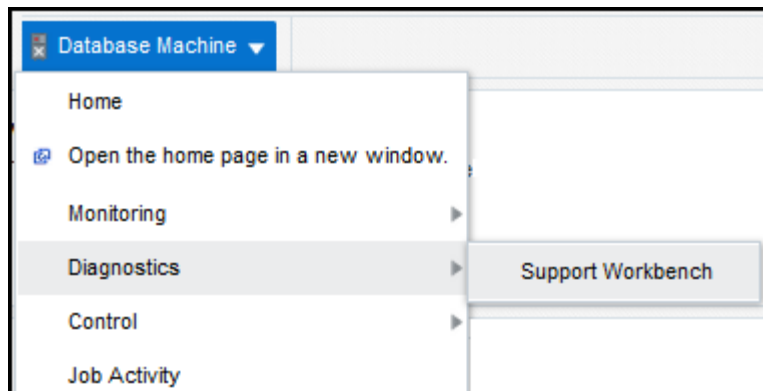 Database Machine
Home
Open the home page in a new window.
Monitoring
Diagnostics
Support Workbench
Control
Job Activity